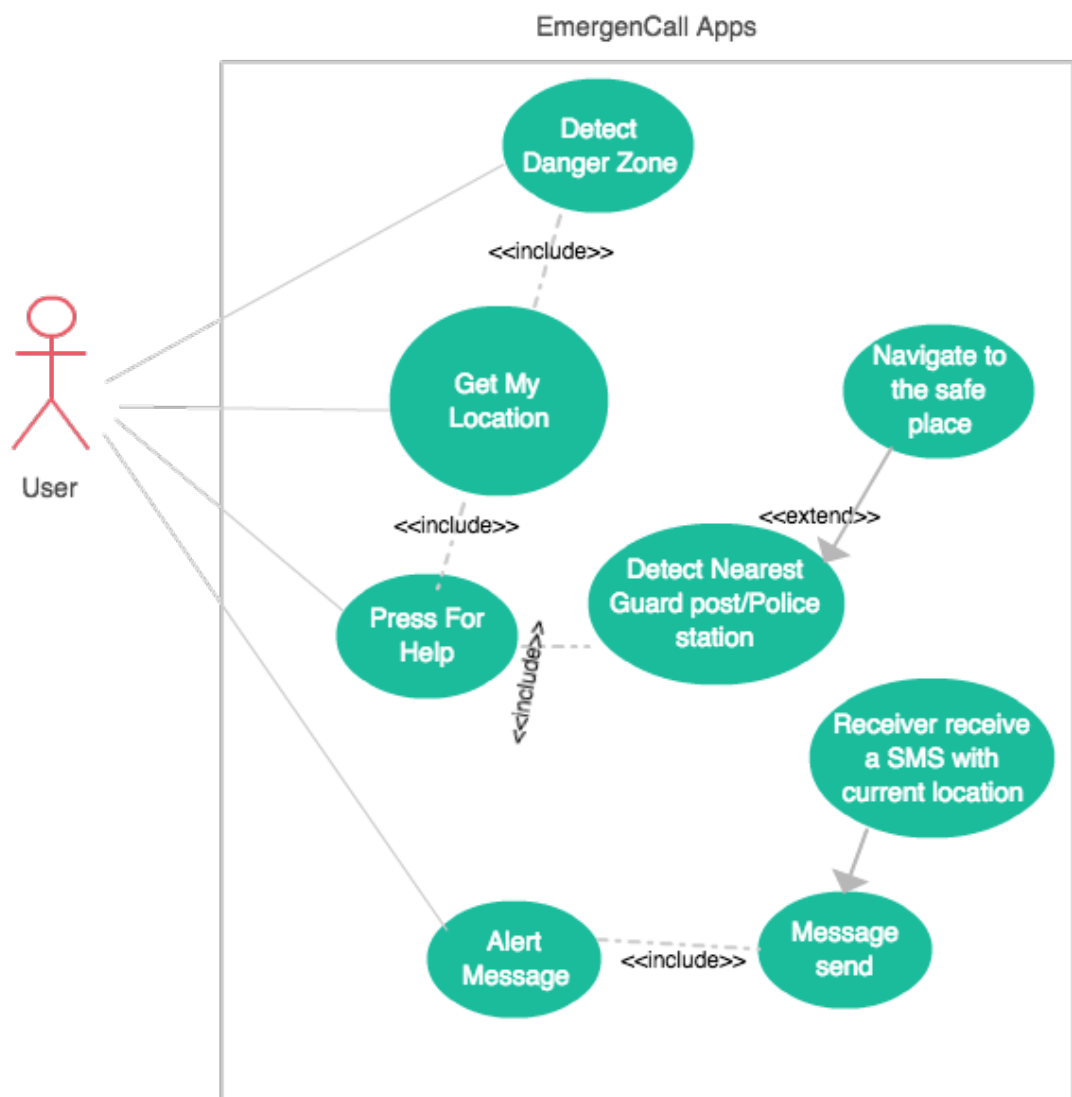 EmergenCall Apps
Detect
Danger Zone
<<include>>
Get My
Location
Navigate to
the safe
place
User
<<include>>
<<extend>>
Detect Nearest
Guard post/Police
station
Press For
Help
<<include>>
Receiver receive
a SMS with
current location
Alert
Message
<<include>>
Message
send